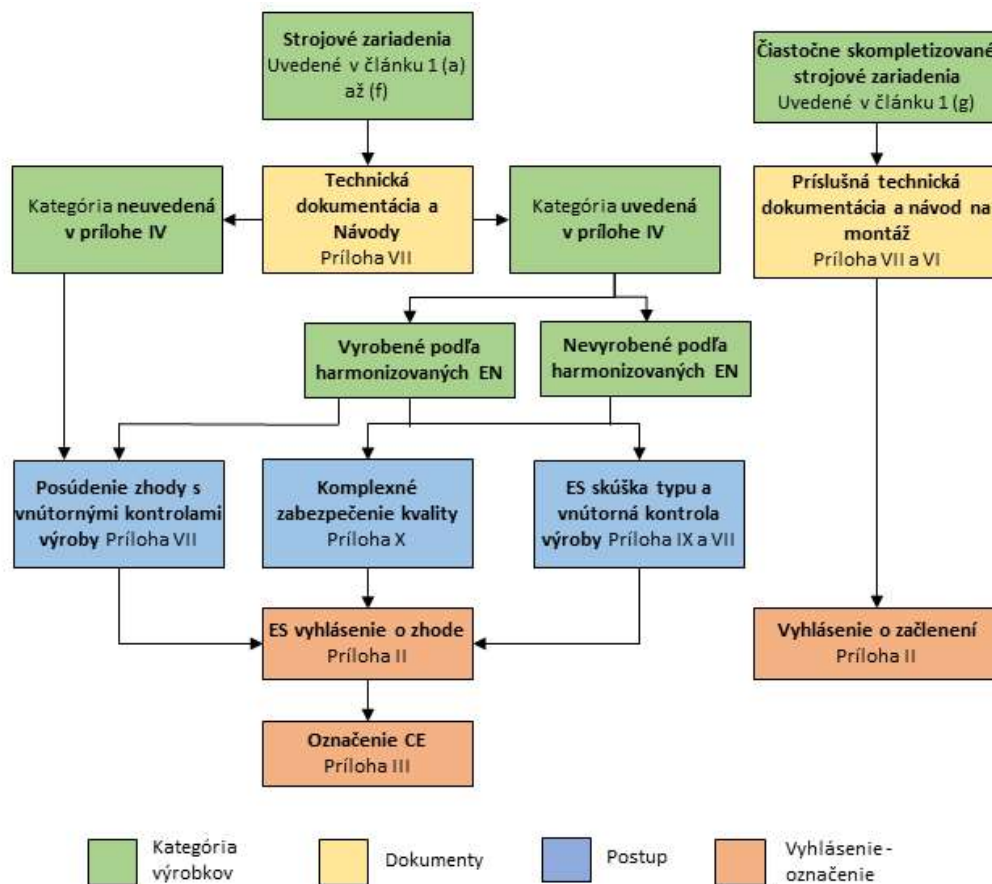 Strojové zariadenia
Uvedené v článku 1 (a)
až (f)
Čiastočne skompletizované
strojové zariadenia
Uvedené v článku 1 (g)
Kategória neuvedená
v prílohe IV
Technická
dokumentácia a
Návody
Príloha VII
Kategória uvedená
v prílohe IV
Príslušná technická
dokumentácia a návod na
montáž
Príloha VII a VI
Vyrobené podľa
harmonizovaných EN
Nevyrobené podľa
harmonizovaných EN
Posúdenie zhody s
vnútornými kontrolami
výroby Príloha VII
Komplexné
zabezpečenie kvality
Príloha X
ES skúška typu a
vnútorná kontrola
výroby Príloha IX a VII
ES vyhlásenie o zhode
Príloha II
Vyhlásenie o začlenení
Príloha II
Označenie CE
Príloha III
Kategória
výrobkov
Dokumenty
Postup
Vyhlásenie -
označenie